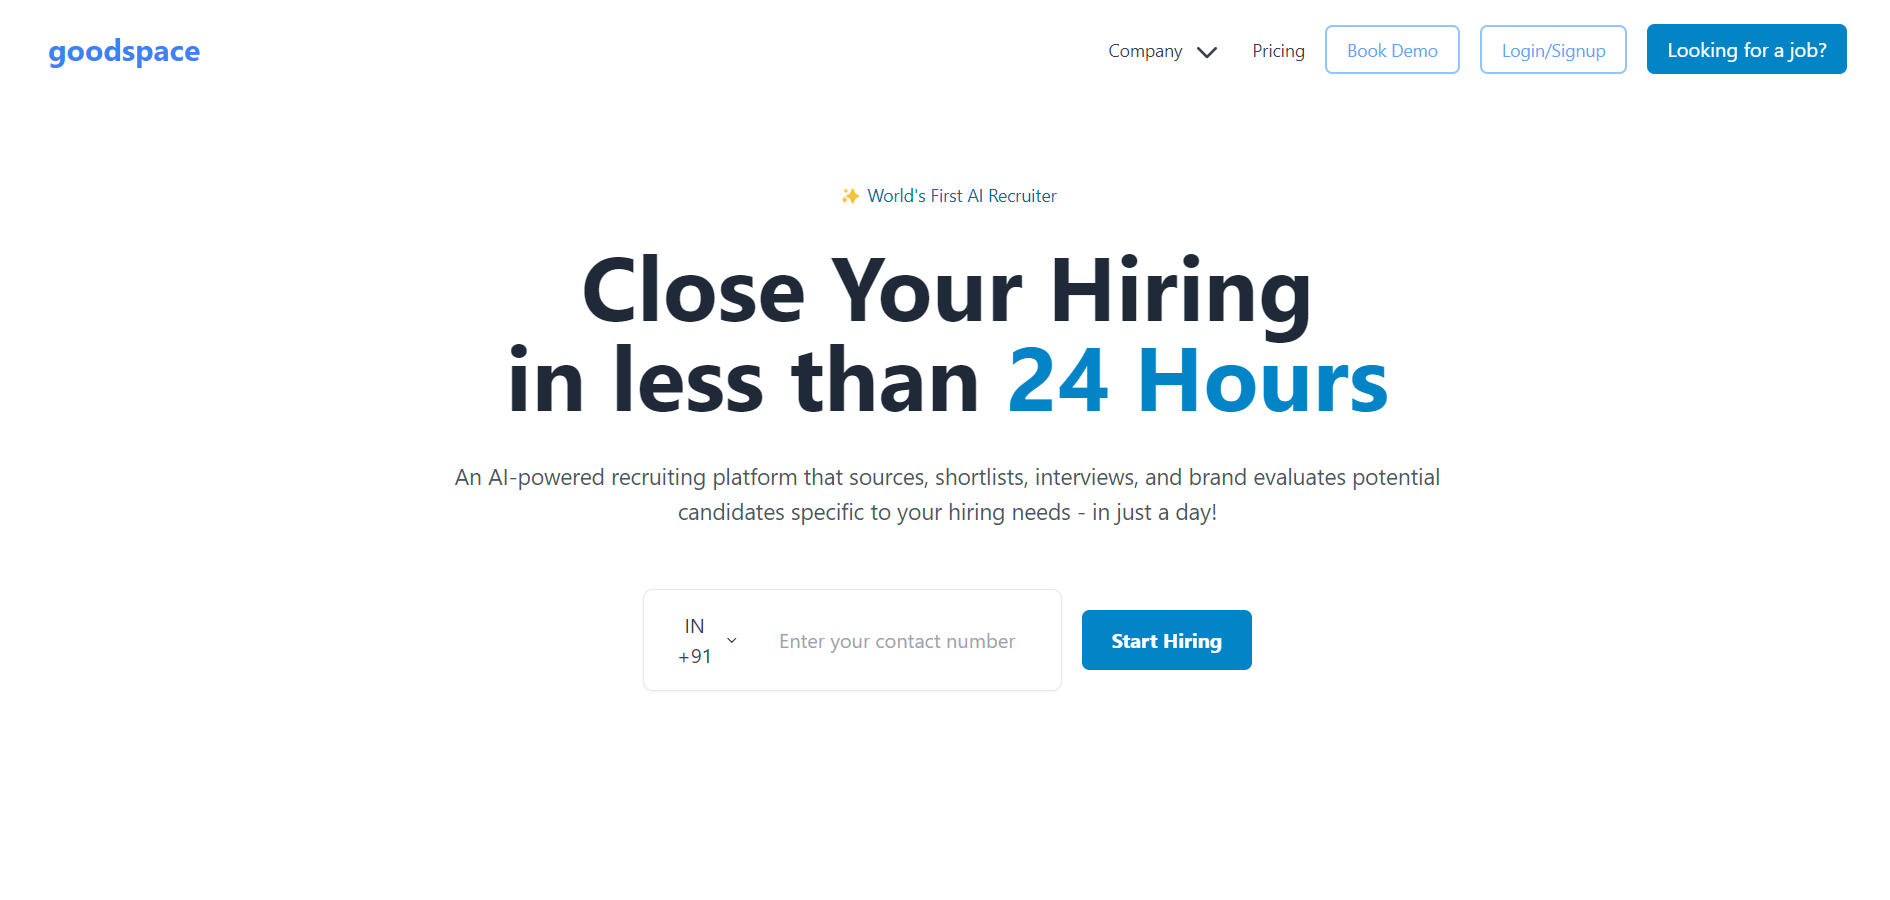 goodspace
Company
Pricing
Book Demo
Login/Signup
Looking for a job?
✨ World's First AI Recruiter
Close Your Hiring
in less than 24 Hours
An AI-powered recruiting platform that sources, shortlists, interviews, and brand evaluates potential
candidates specific to your hiring needs - in just a day!
IN
+91
Enter your contact number
Start Hiring